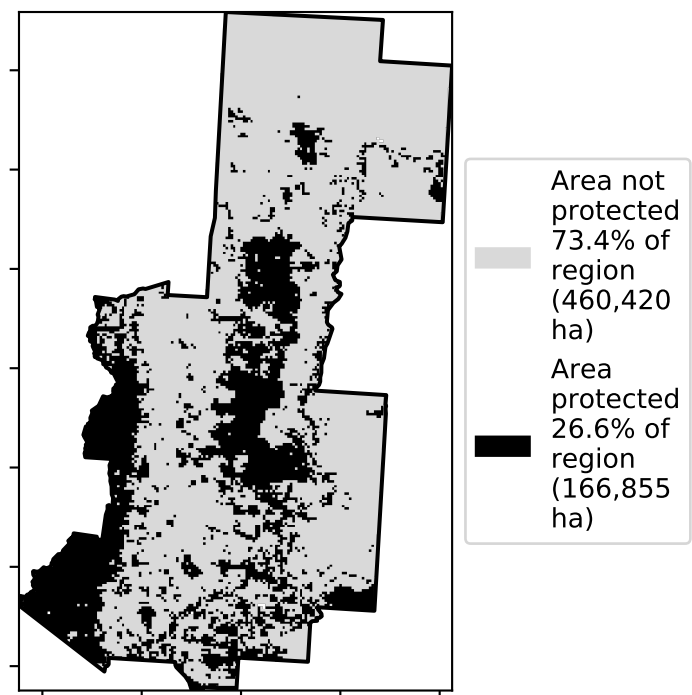 Area not
protected
73.4% of
region
(460,420
ha)
Area
protected
26.6% of
region
(166,855
ha)